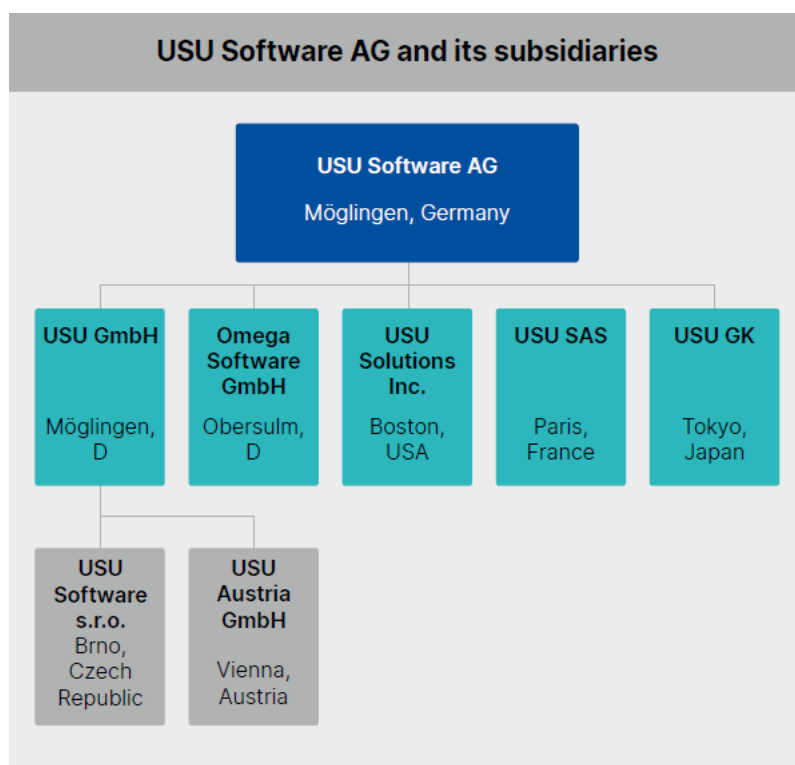 USU Software AG and its subsidiaries
USU Software AG
Möglingen, Germany
USU GmbH
Möglingen,
D
Omega
Software
GmbH
Obersulm,
D
USU
Solutions
Inc.
Boston,
USA
USU SAS
Paris,
France
USU GK
Tokyo,
Japan
USU
Software
s.r.o.
Brno,
Czech
Republic
USU
Austria
GmbH
Vienna,
Austria